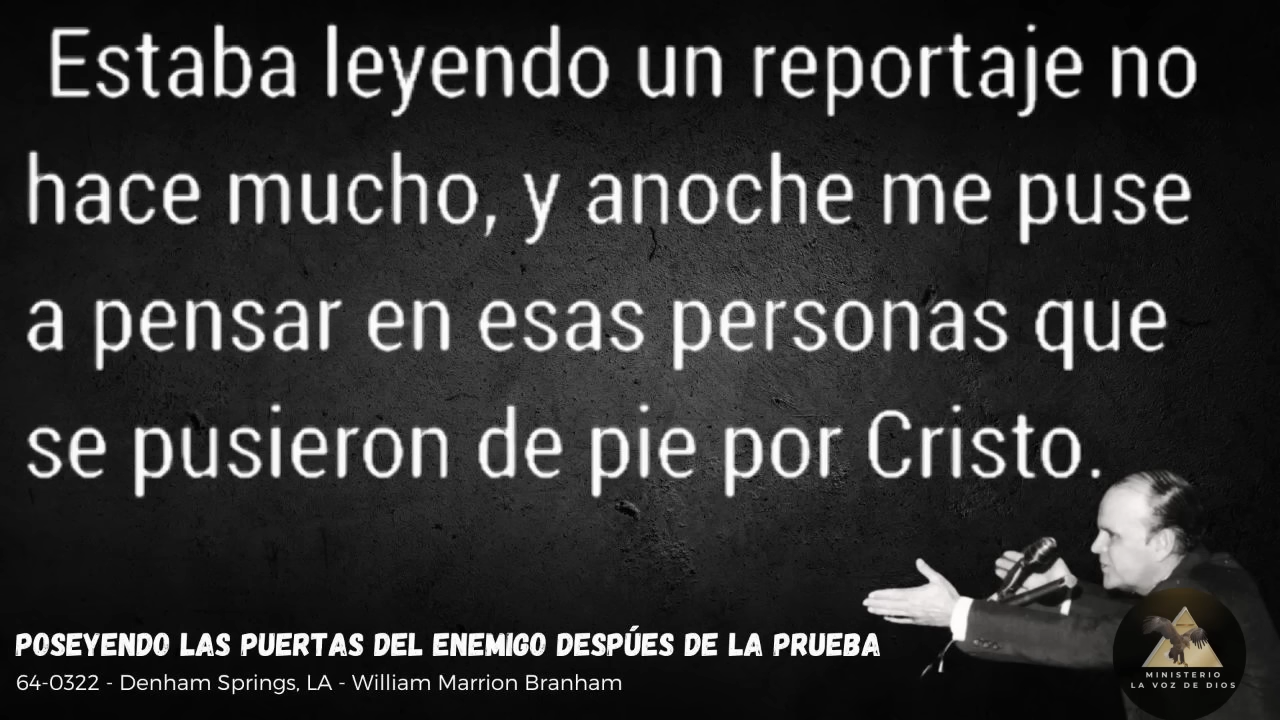 Estaba leyendo un reportaje no
hace mucho, y anoche me puse
a pensar en esas personas que
se pusieron de pie por Cristo.
POSEYENDO LAS PUERTAS DEL ENEMIGO DESPÚES DE LA PRUEBA
64-0322 - Denham Springs, LA - William Marrion Branham
MINISTERIO
LA VOZ DE DIOS